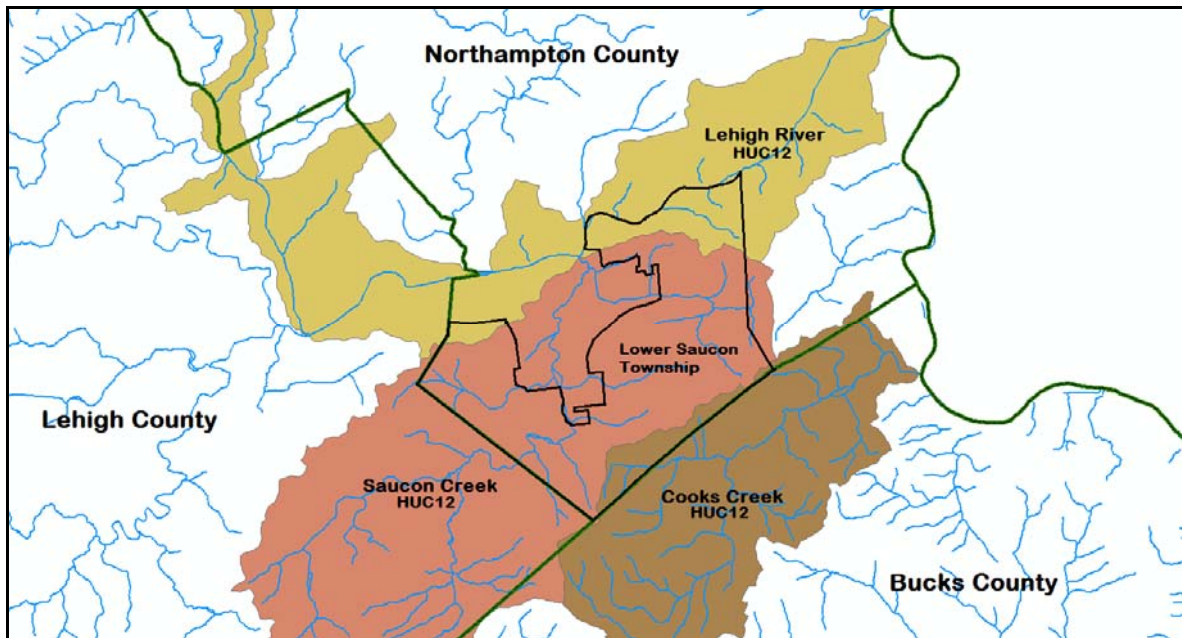 Northampton County
Lehigh River
HUC12
Lower Saucon
Township
Lehigh County
Saucon Creek
HUC12
Cooks Creek
HUC12
Bucks County